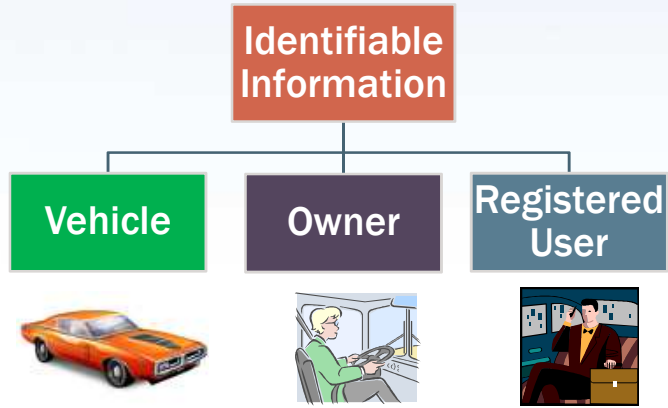 Identifiable
Information
Vehicle
Owner
Registered
User